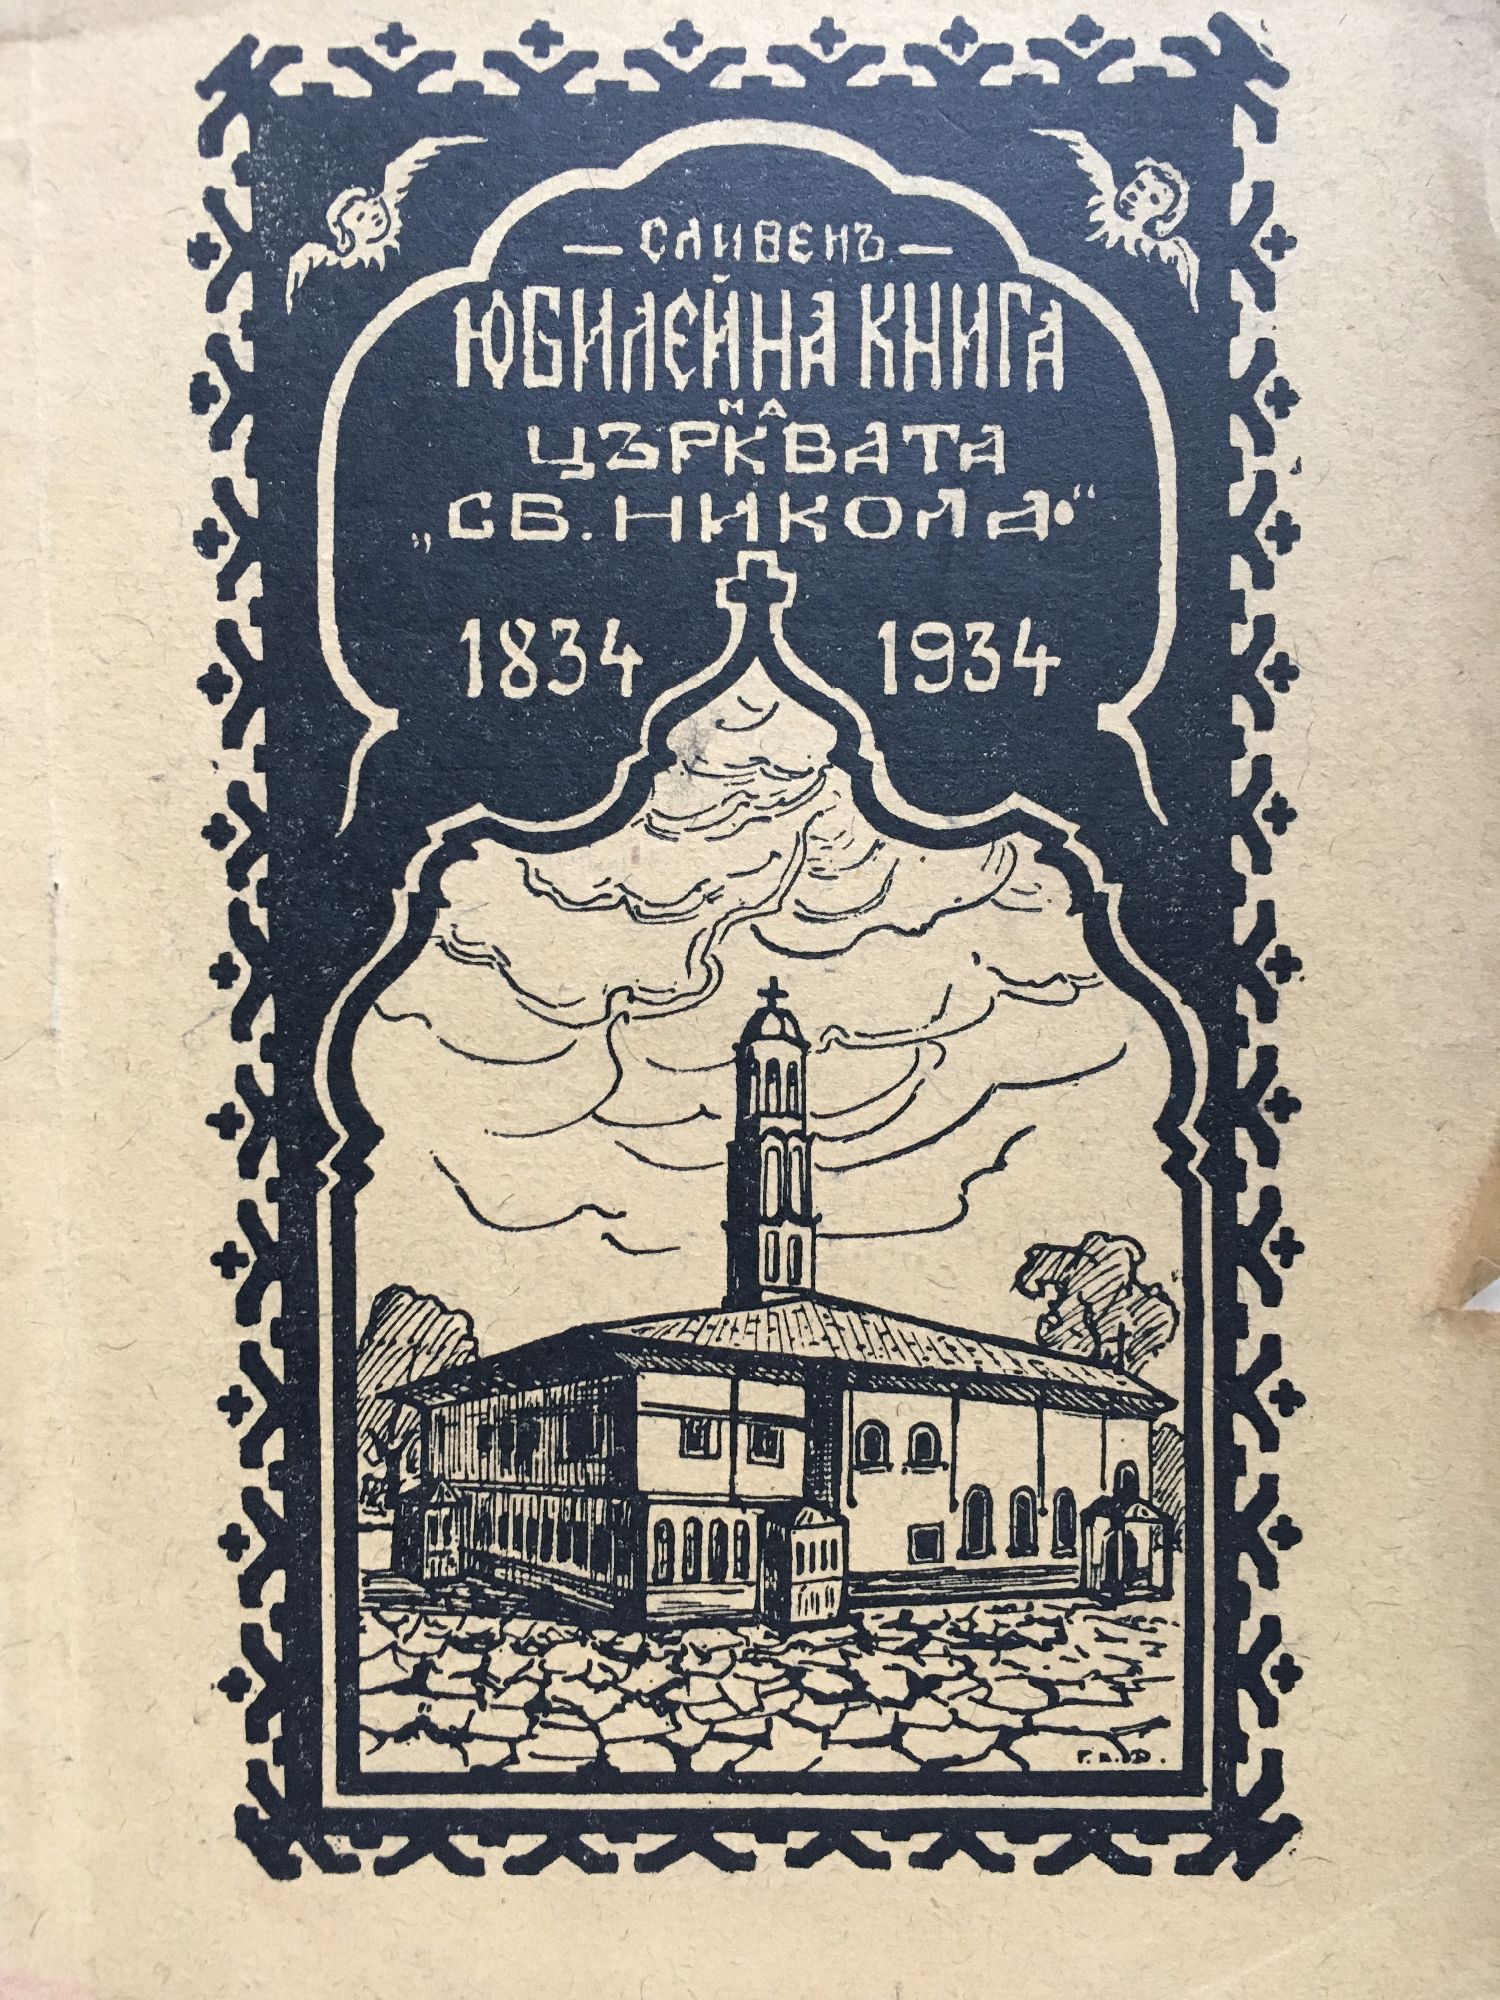 — СЛИВЕНЪ —
ЮБИЛЕЙНА КНИГА
НА
ЦЪРКВАТА
„СВ. НИКОЛА“
1834 1934